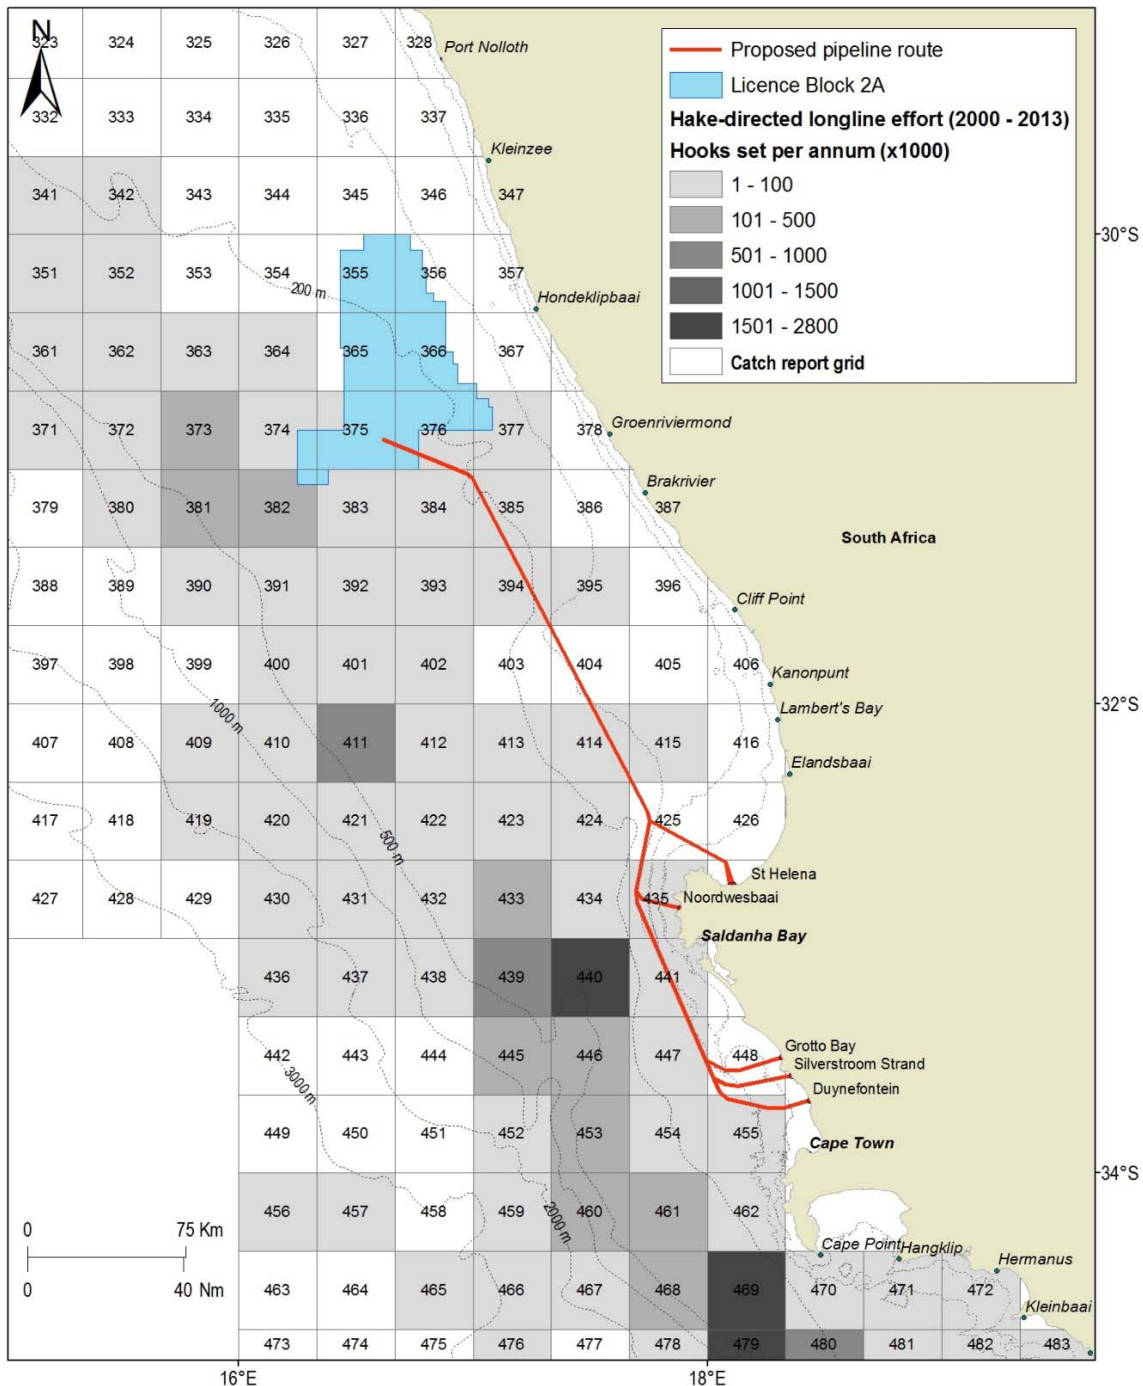 N
323 324 325 326 327 328 Port Nolloth
332 333 334 335 336 337
Kleinzee
341 342 343 344 345 346 347
30°S
351 352 353 354 355 356 357
200 m
Hondeklipbaai
361 362 363 364 365 366 367
371 372 373 374 375 376 377 378 Groenriviermond
Brakrivier
379 380 381 382 383 384 385 386 387
South Africa
388 389 390 391 392 393 394 395 396
Cliff Point
397 398 399 400 401 402 403 404 405 406
Kanonpunt
1000 m
32°S
Lambert's Bay
407 408 409 410 411 412 413 414 415 416
Elandsbaai
417 418 419 420 421 422 423 424 425 426
500 m
St Helena
427 428 429 430 431 432 433 434 435 Noordwesbaai
Saldanha Bay
436 437 438 439 440 441
442 443 444 445 446 447 448 Grotto Bay
Silverstroom Strand
3000 m
Duynefontein
449 450 451 452 453 454 455
Cape Town
34°S
456 457 458 459 460 461 462
2000 m
0 75 Km
0 40 Nm
Cape Point
Hangklip
Hermanus
463 464 465 466 467 468 469 470 471 472
Kleinbaai
473 474 475 476 477 478 479 480 481 482 483
16°E 18°E
Proposed pipeline route
Licence Block 2A
Hake-directed longline effort (2000 - 2013)
Hooks set per annum (x1000)
1 - 100
101 - 500
501 - 1000
1001 - 1500
1501 - 2800
Catch report grid